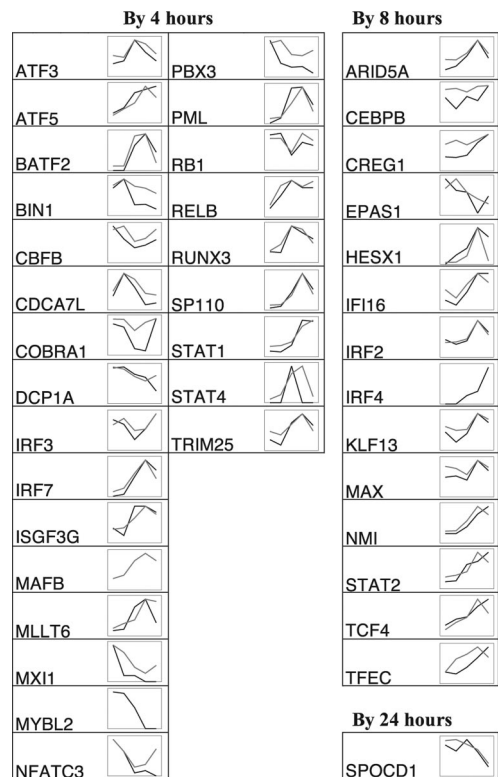 By 4 hours
ATF3
ATF5
BATF2
BIN1
CBFB
CDCA7L
COBRA1
DCP1A
IRF3
IRF7
ISGF3G
MAFB
MLLT6
MXI1
MYBL2
NFATC3
PBX3
PML
RB1
RELB
RUNX3
SP110
STAT1
STAT4
TRIM25
By 8 hours
ARID5A
CEBPB
CREG1
EPAS1
HESX1
IFI16
IRF2
IRF4
KLF13
MAX
NMI
STAT2
TCF4
TFEC
By 24 hours
SPOCD1